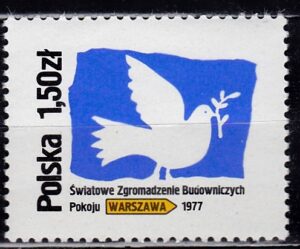 Polska 1,50zł
Światowe Zgromadzenie Budowniczych
Pokoju WARSZAWA 1977